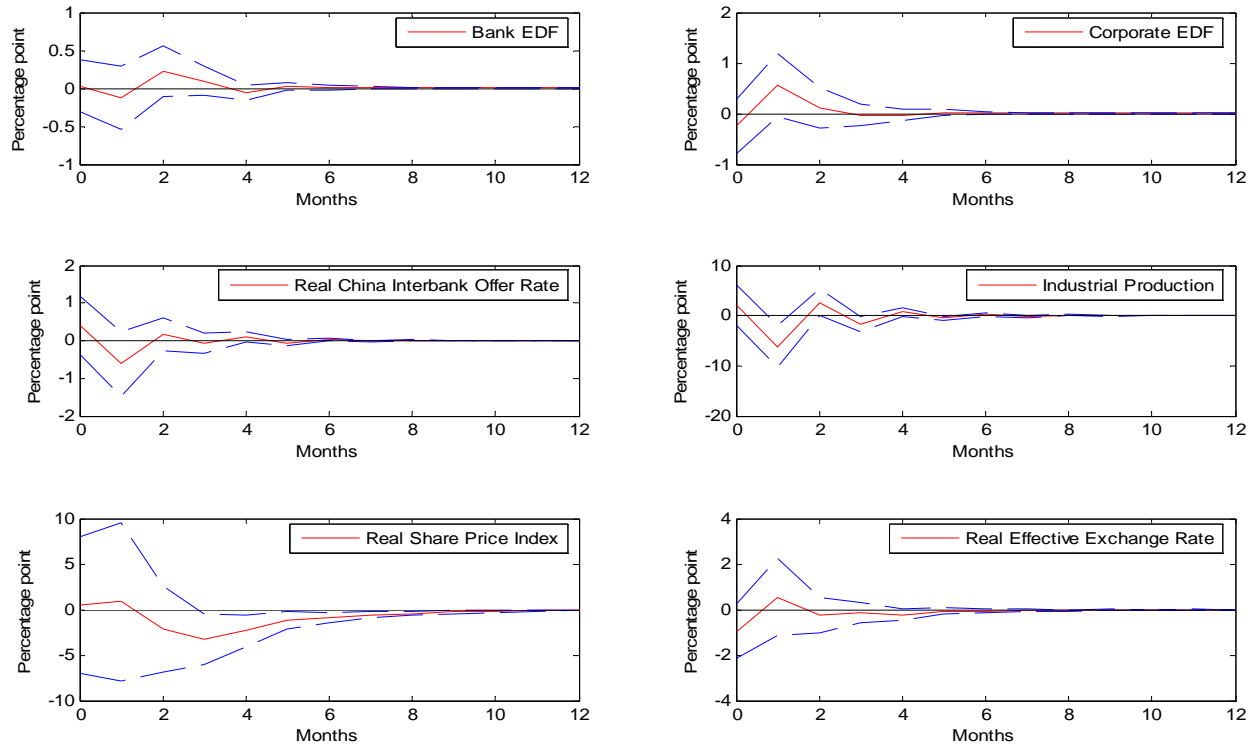 1
0.5
0
-0.5
-1
Percentage point
Bank EDF
0 2 4 6 8 10 12
Months
2
1
0
-1
Percentage point
Corporate EDF
0 2 4 6 8 10 12
Months
2
1
0
-1
-2
Percentage point
Real China Interbank Offer Rate
0 2 4 6 8 10 12
Months
10
0
-10
-20
Percentage point
Industrial Production
0 2 4 6 8 10 12
Months
10
5
0
-5
-10
Percentage point
Real Share Price Index
0 2 4 6 8 10 12
Months
4
2
0
-2
-4
Percentage point
Real Effective Exchange Rate
0 2 4 6 8 10 12
Months